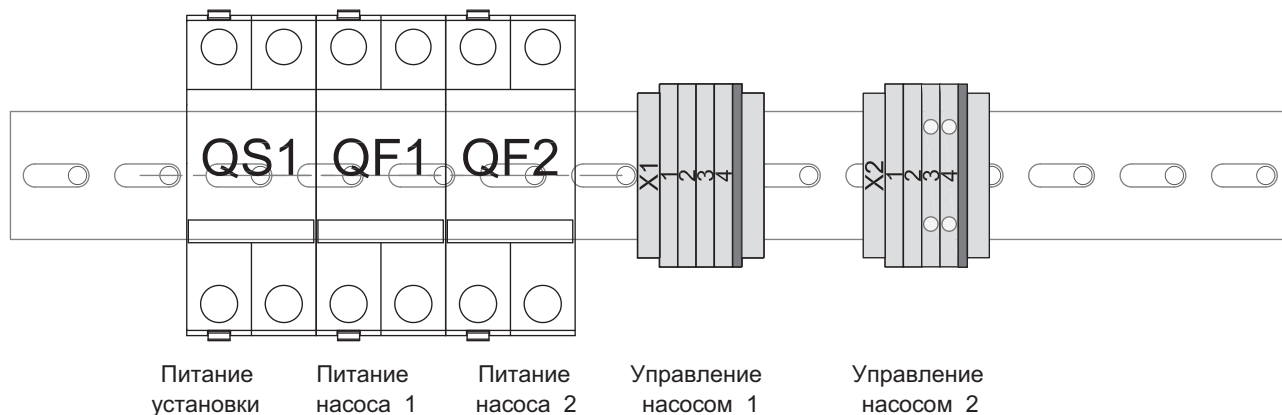 QS1 QF1 QF2
X1 1 2 3 4
X2 1 2 3 4
Питание установки
Питание насоса 1
Питание насоса 2
Управление насосом 1
Управление насосом 2